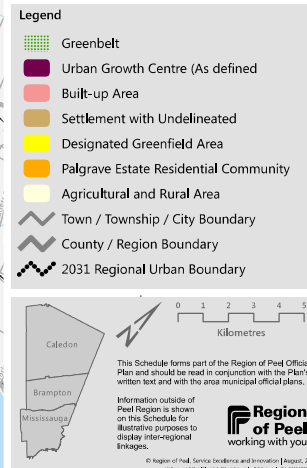 Legend
Greenbelt
Urban Growth Centre (As defined
Built-up Area
Settlement with Undelineated
Designated Greenfield Area
Palgrave Estate Residential Community
Agricultural and Rural Area
Town / Township / City Boundary
County / Region Boundary
2031 Regional Urban Boundary
0 1 2 3 4 5
Kilometres
Caledon
Brampton
Mississauga
This Schedule forms part of the Region of Peel Officia
Plan and should be read in conjunction with the Plan's
written text and with the area municipal official plans.
Information outside of
Peel Region is shown
on this Schedule for
illustrative purposes to
display inter-regional
linkages.
Region
of Peel
working with you
© Region of Peel, Service Excellence and Innovation | August, 2